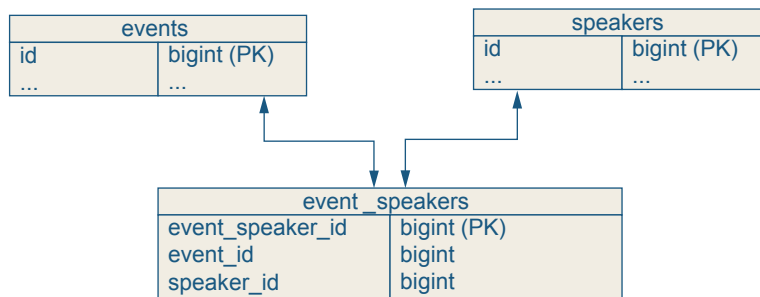 events
id bigint (PK)
... ...
speakers
id bigint (PK)
... ...
event_speakers
event_speaker_id bigint (PK)
event_id bigint
speaker_id bigint